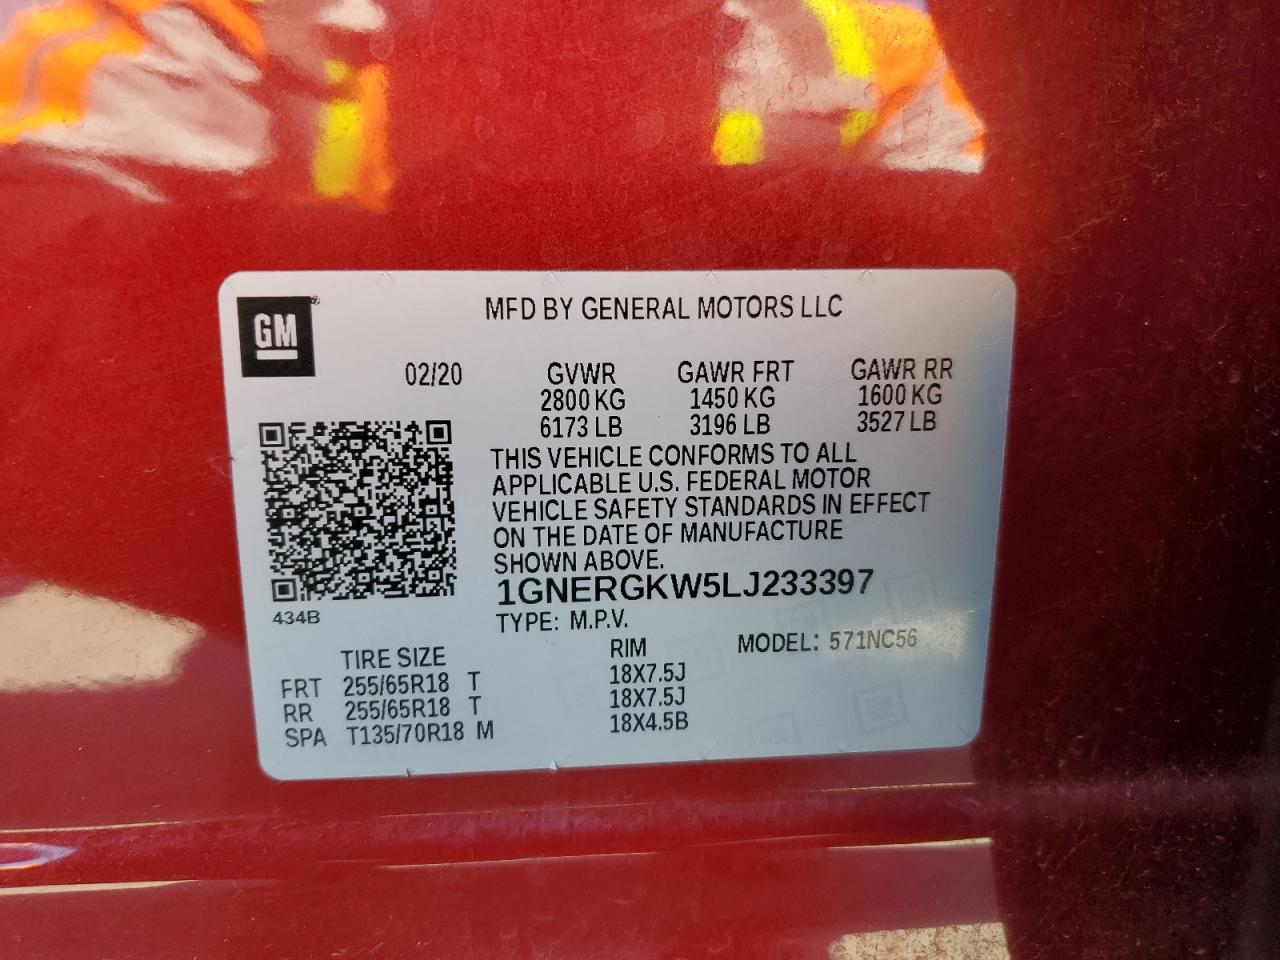 GM
MFD BY GENERAL MOTORS LLC
02/20 GVWR GAWR FRT GAWR RR
2800 KG 1450 KG 1600 KG
6173 LB 3196 LB 3527 LB
THIS VEHICLE CONFORMS TO ALL
APPLICABLE U.S. FEDERAL MOTOR
VEHICLE SAFETY STANDARDS IN EFFECT
ON THE DATE OF MANUFACTURE
SHOWN ABOVE.
1GNERGKW5LJ233397
434B
TYPE: M.P.V.
TIRE SIZE RIM MODEL: 571NC56
FRT 255/65R18 T 18X7.5J
RR 255/65R18 T 18X7.5J
SPA T135/70R18 M 18X4.5B
GM